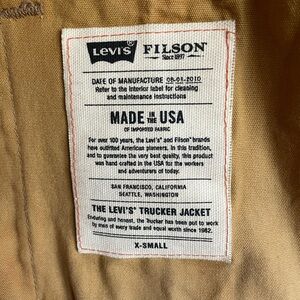 LEVI'S FILSON
Since 1897
DATE OF MANUFACTURE 09-01-2010
Refer to the interior label for cleaning
and maintenance instructions
MADE IN THE USA
OF IMPORTED FABRIC
For over 100 years, the Levi's and Filson brands
have outfitted American pioneers. In this tradition,
and to guarantee the very best quality, this product
was hand crafted in the USA for the workers
and adventurers of today.
SAN FRANCISCO, CALIFORNIA
SEATTLE, WASHINGTON
THE LEVI'S TRUCKER JACKET
Enduring and honest, the Trucker has been put to work
by men of every trade and equal worth since 1962.
X-SMALL